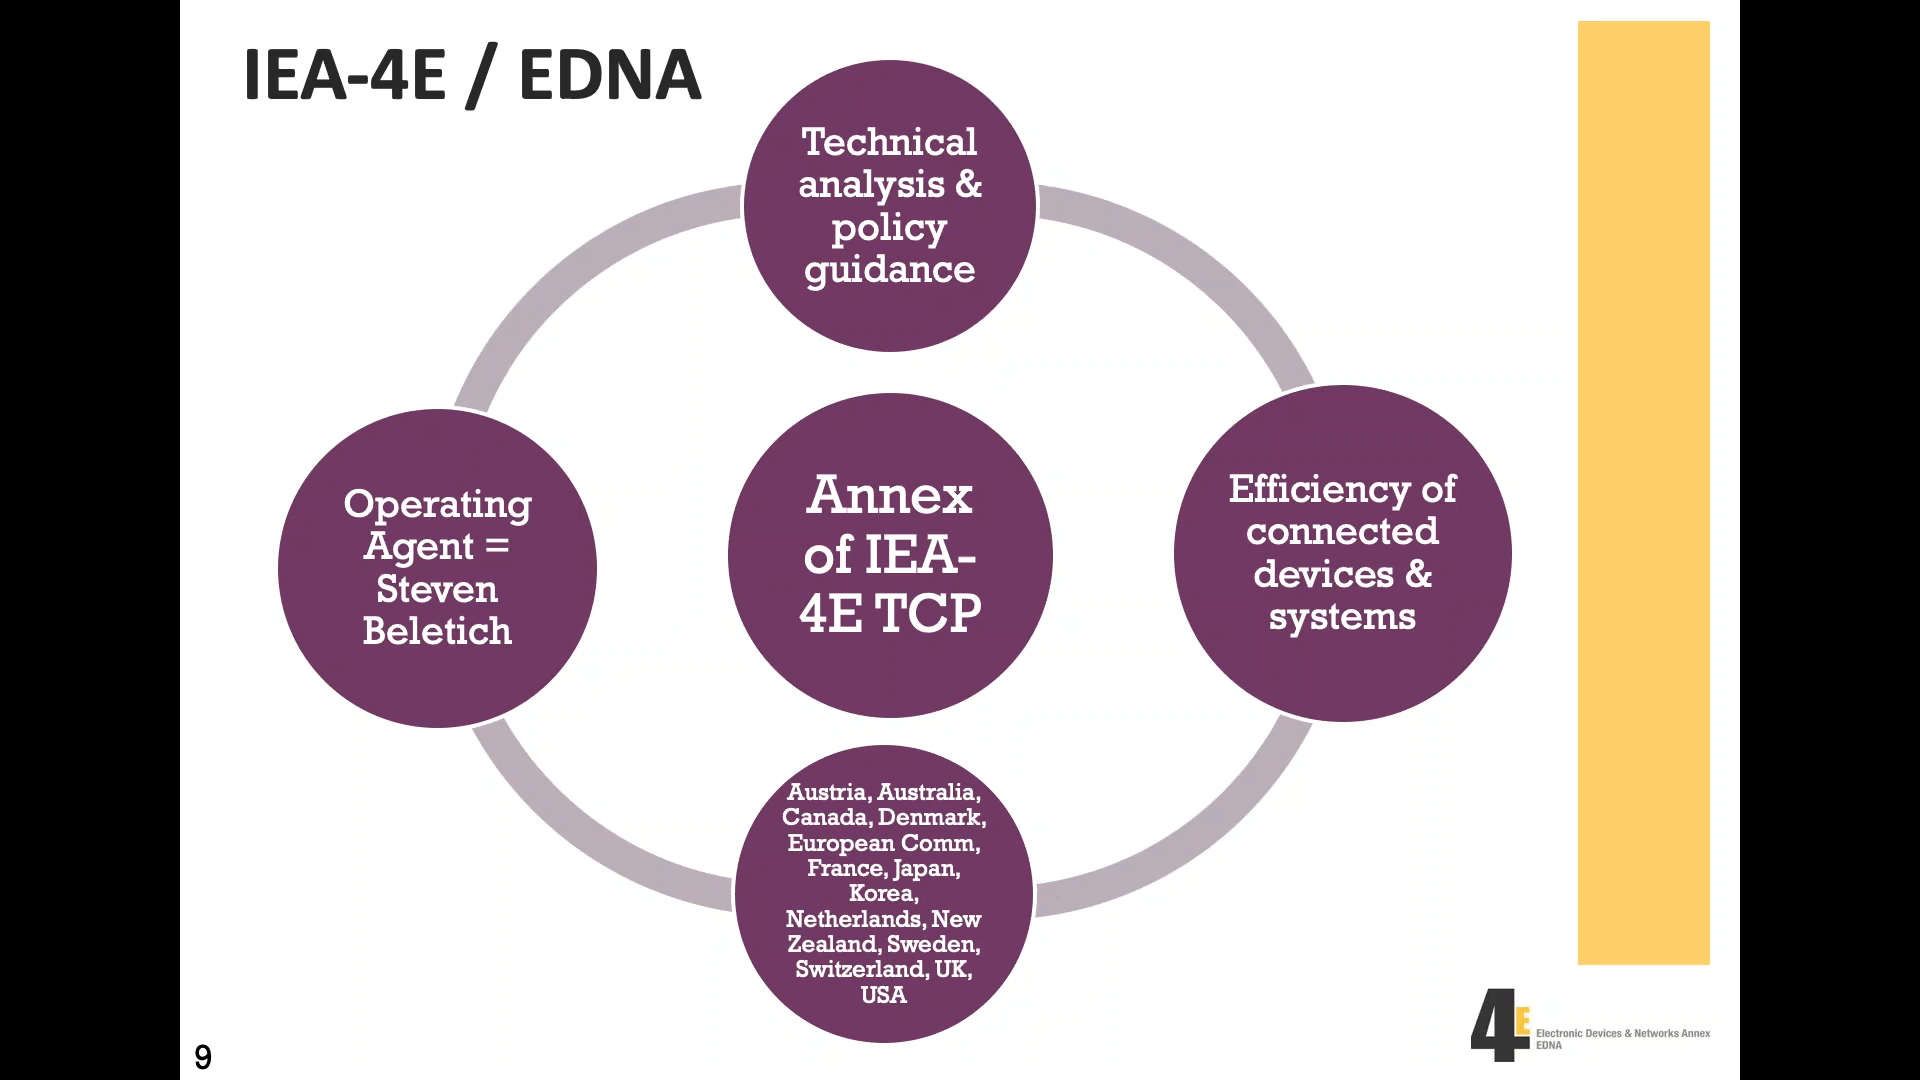 IEA-4E / EDNA
Technical
analysis &
policy
guidance
Operating
Agent =
Steven
Beletich
Annex
of IEA-
4E TCP
Efficiency of
connected
devices &
systems
Austria, Australia,
Canada, Denmark,
European Comm,
France, Japan,
Korea,
Netherlands, New
Zealand, Sweden,
Switzerland, UK,
USA
9
4E
Electronic Devices & Networks Annex
EDNA